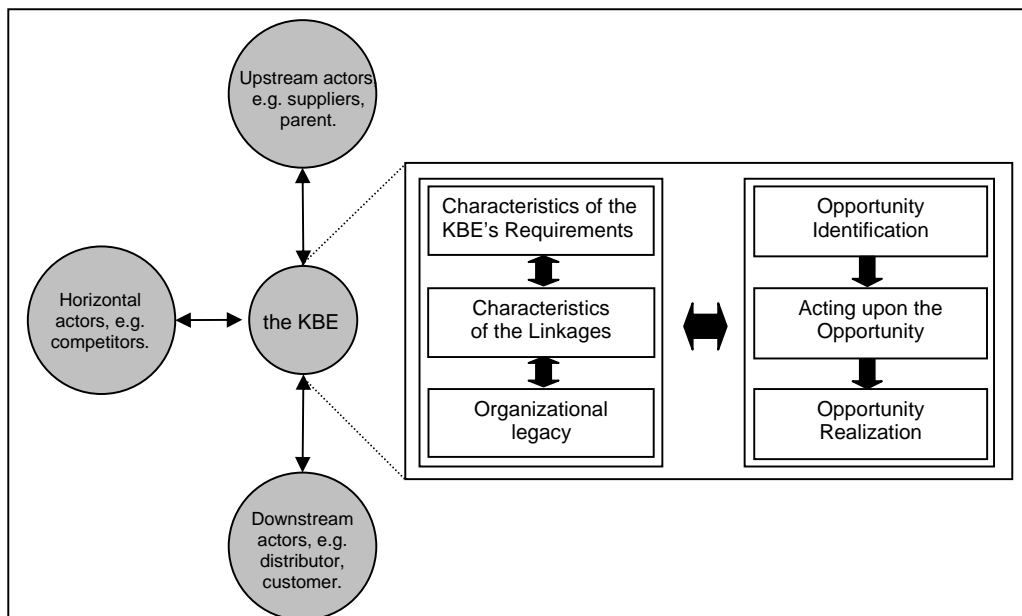 Upstream actors,
e.g. suppliers,
parent.
Horizontal
actors, e.g.
competitors.
the KBE
Downstream
actors, e.g.
distributor,
customer.
Characteristics of the
KBE's Requirements
Characteristics
of the Linkages
Organizational
legacy
Opportunity
Identification
Acting upon the
Opportunity
Opportunity
Realization